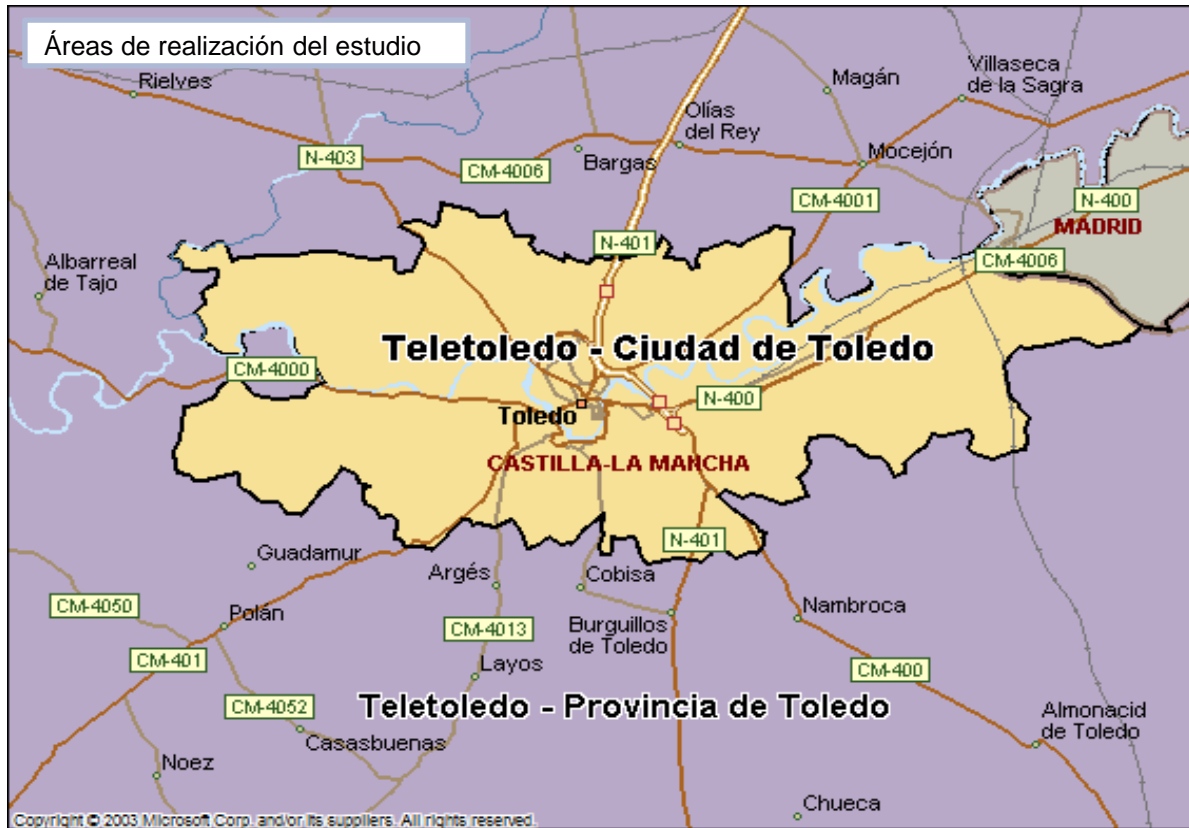 Áreas de realización del estudio
Rielves
Magán
Villaseca
de la Sagra
Olías
del Rey
N-403
CM-4006
Bargas
Mocejón
CM-4001
N-400
MADRID
N-401
CM-4006
Albarreal
de Tajo
Teletoledo - Ciudad de Toledo
CM-4000
N-400
Toledo
CASTILLA-LA MANCHA
N-401
Guadamur
Argés
Cobisa
CM-4050
Polán
Nambroca
CM-4013
Burguillos
de Toledo
CM-401
Layos
CM-400
CM-4052
Teletoledo - Provincia de Toledo
Almonacid
de Toledo
Casasbuenas
Noez
Chueca
Copyright © 2003 Microsoft Corp. and/or its suppliers. All rights reserved.